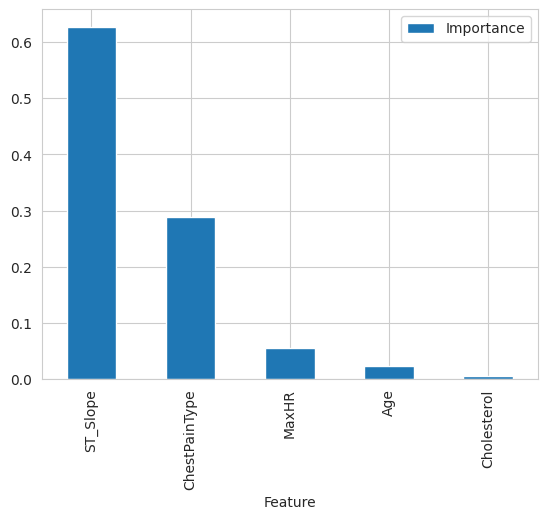 Importance
0.6
0.5
0.4
0.3
0.2
0.1
0.0
ST_Slope
ChestPainType
MaxHR
Age
Cholesterol
Feature